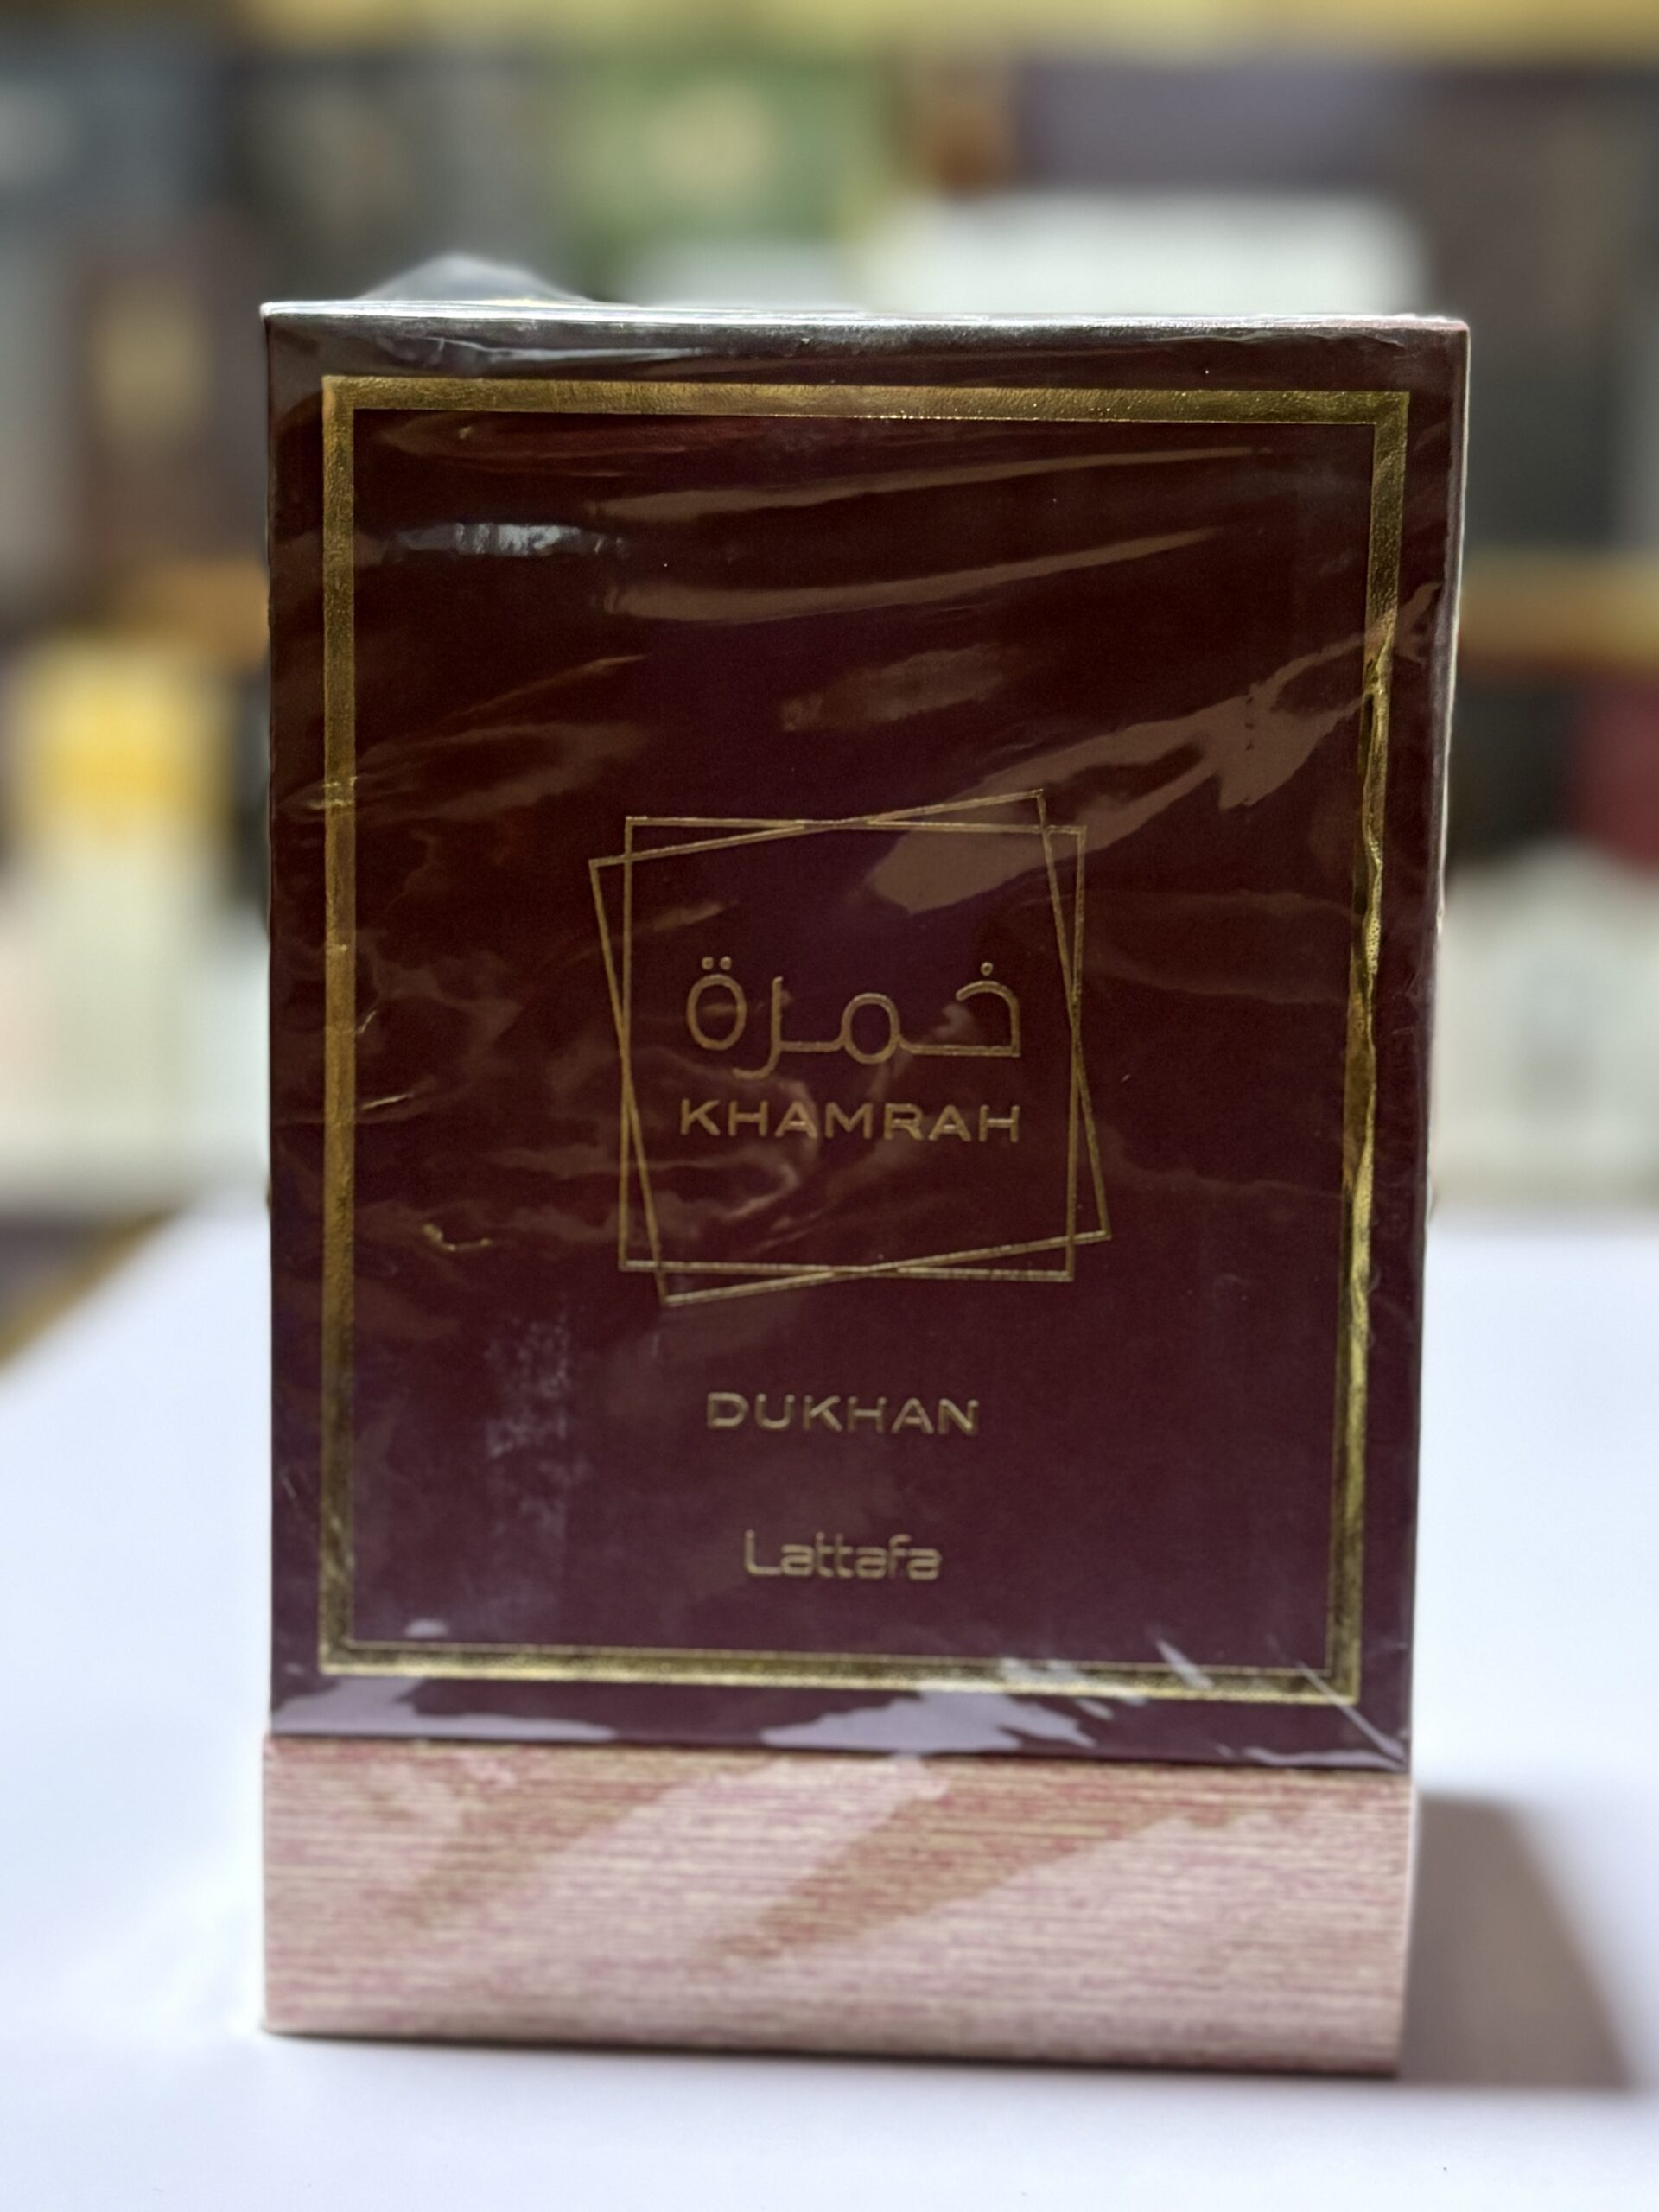 خمرة
KHAMRAH
DUKHAN
Lattafa